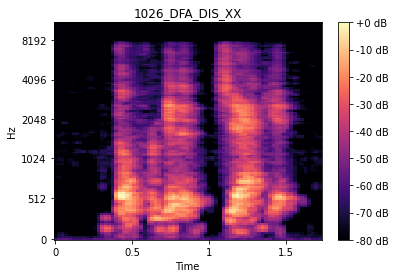 1026_DFA_DIS_XX
+0 dB
8192
-10 dB
4096
-20 dB
-30 dB
2048
Hz
-40 dB
1024
-50 dB
512
-60 dB
-70 dB
0
-80 dB
0
0.5
1
1.5
Time